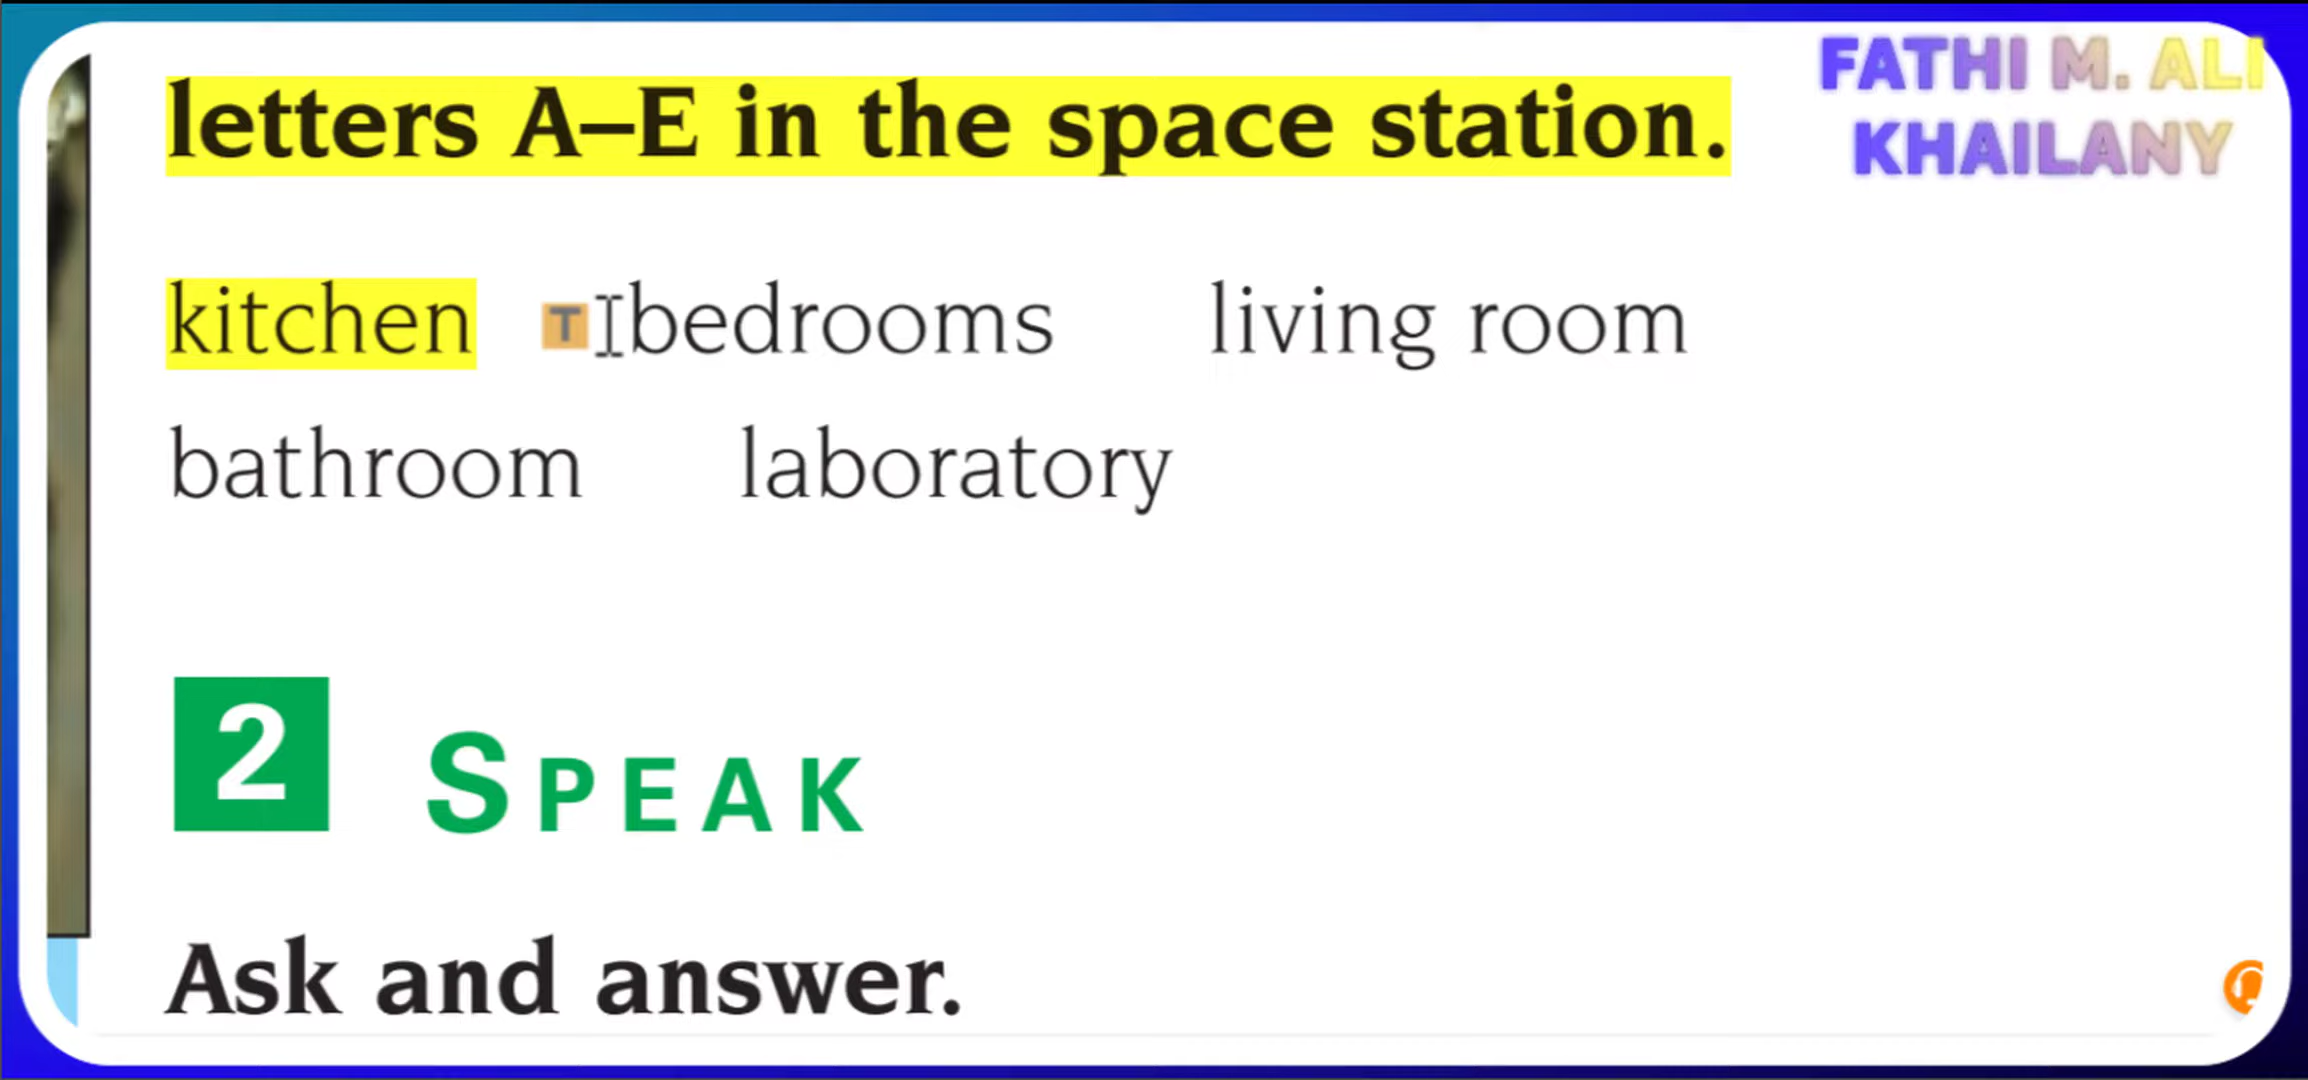 FATHI M. ALI
KHAILANY
letters A–E in the space station.
kitchen T bedrooms living room
bathroom laboratory
2 SPEAK
Ask and answer.